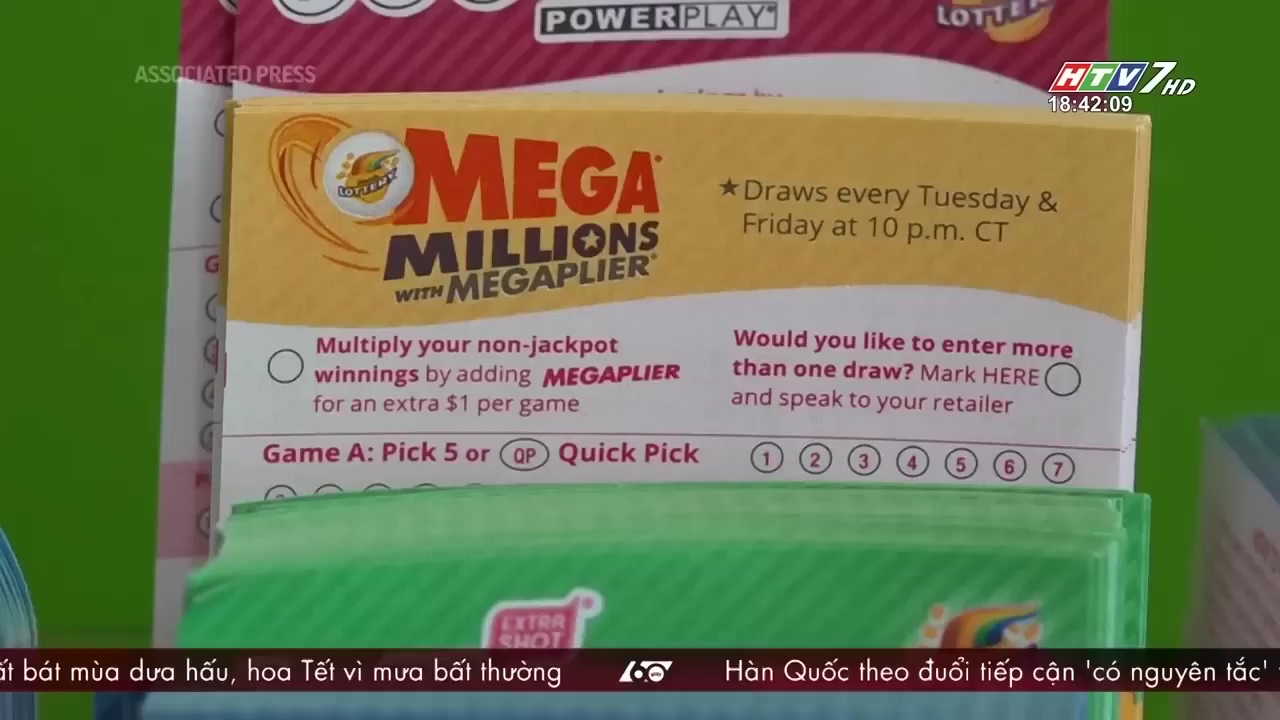 POWERPLAY
LOTTERY
ASSOCIATED PRESS
HTV7 HD
18:42:09
LOTTERY
MEGA
MILLIONS
WITH MEGAPLIER
★Draws every Tuesday &
Friday at 10 p.m. CT
Multiply your non-jackpot
winnings by adding MEGAPLIER
for an extra $1 per game
Would you like to enter more
than one draw? Mark HERE
and speak to your retailer
G
Game A: Pick 5 or QP Quick Pick
1 2 3 4 5 6 7
EXTRA
SHOT
bát mùa dưa hấu, hoa Tết vì mưa bất thường
60
Hàn Quốc theo đuổi tiếp cận 'có nguyên tắc'